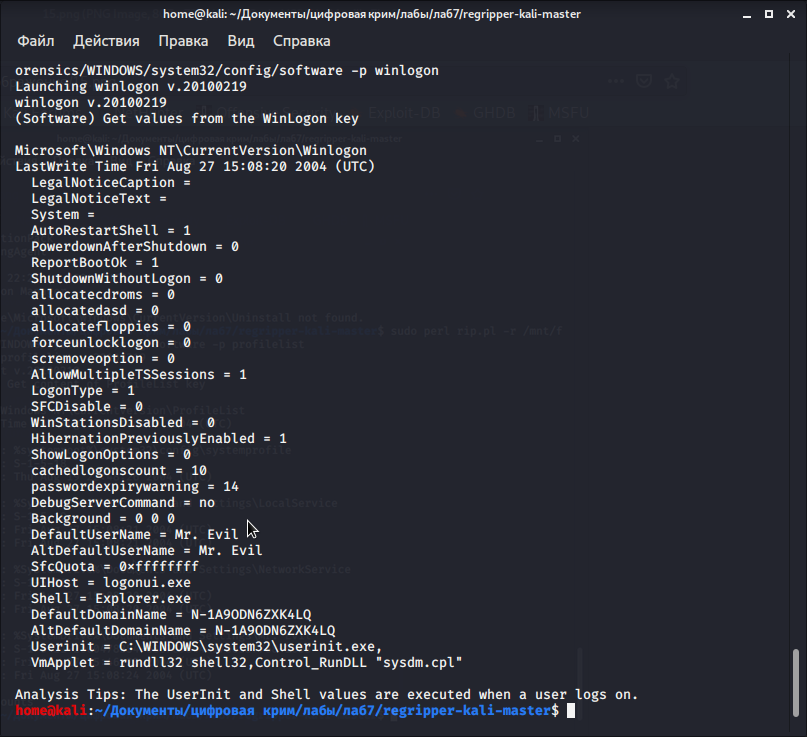 home@kali: ~/Документы/цифровая крим/лабы/лаб7/regripper-kali-master
Файл Действия Правка Вид Справка
orensics/WINDOWS/system32/config/software -p winlogon
Launching winlogon v.20100219
winlogon v.20100219
(Software) Get values from the WinLogon key
Microsoft\Windows NT\CurrentVersion\Winlogon
LastWrite Time Fri Aug 27 15:08:20 2004 (UTC)
LegalNoticeCaption =
LegalNoticeText =
System =
AutoRestartShell = 1
PowerdownAfterShutdown = 0
ReportBootOk = 1
ShutdownWithoutLogon = 0
allocatecdroms = 0
allocatedasd = 0
allocatefloppies = 0
forceunlocklogon = 0
scremoveoption = 0
AllowMultipleTSSessions = 1
LogonType = 1
SFCDisable = 0
WinStationsDisabled = 0
HibernationPreviouslyEnabled = 1
ShowLogonOptions = 0
cachedlogonscount = 10
passwordexpirywarning = 14
DebugServerCommand = no
Background = 0 0 0
DefaultUserName = Mr. Evil
AltDefaultUserName = Mr. Evil
SfcQuota = 0xffffffff
UIHost = logonui.exe
Shell = Explorer.exe
DefaultDomainName = N-1A9ODN6ZXK4LQ
AltDefaultDomainName = N-1A9ODN6ZXK4LQ
Userinit = C:\WINDOWS\system32\userinit.exe,
VmApplet = rundll32 shell32,Control_RunDLL "sysdm.cpl"
Analysis Tips: The UserInit and Shell values are executed when a user logs on.
home@kali:~/Документы/цифровая крим/лабы/лаб7/regripper-kali-master$